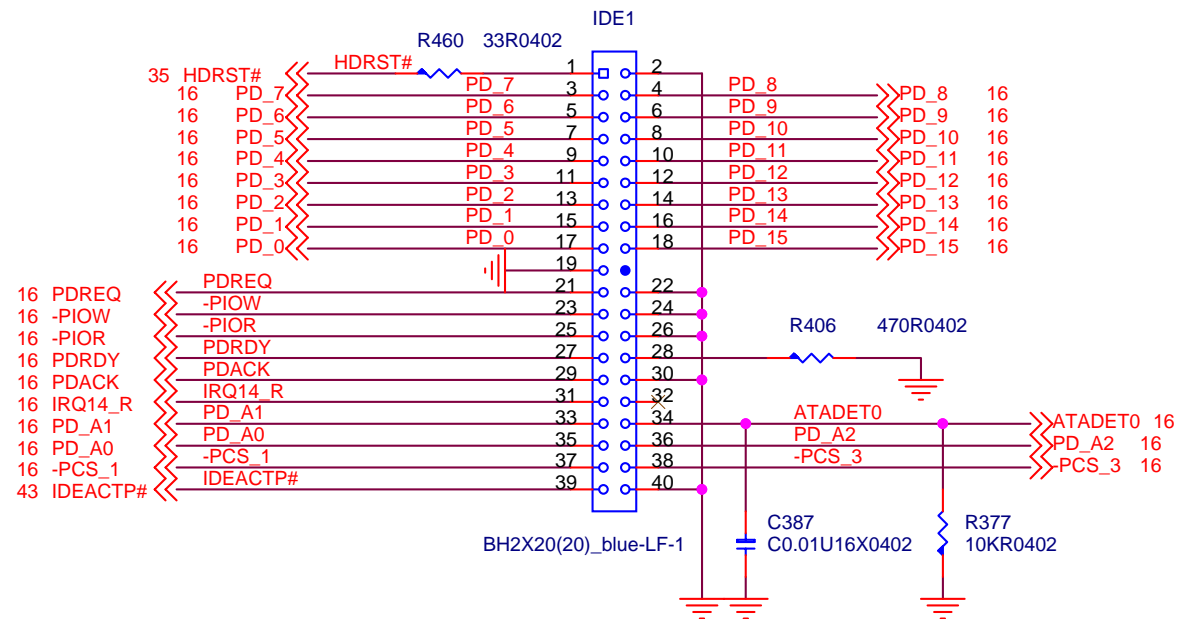 IDE1
R460 33R0402
35 HDRST# HDRST# 1 2
16 PD_7 PD_7 3 4 PD_8 PD_8 16
16 PD_6 PD_6 5 6 PD_9 PD_9 16
16 PD_5 PD_5 7 8 PD_10 PD_10 16
16 PD_4 PD_4 9 10 PD_11 PD_11 16
16 PD_3 PD_3 11 12 PD_12 PD_12 16
16 PD_2 PD_2 13 14 PD_13 PD_13 16
16 PD_1 PD_1 15 16 PD_14 PD_14 16
16 PD_0 PD_0 17 18 PD_15 PD_15 16
19
16 PDREQ PDREQ 21 22
16 -PIOW -PIOW 23 24
16 -PIOR -PIOR 25 26 R406 470R0402
16 PDRDY PDRDY 27 28
16 PDACK PDACK 29 30
16 IRQ14_R IRQ14_R 31 32
16 PD_A1 PD_A1 33 34 ATADET0 ATADET0 16
16 PD_A0 PD_A0 35 36 PD_A2 PD_A2 16
16 -PCS_1 -PCS_1 37 38 -PCS_3 -PCS_3 16
43 IDEACTP# IDEACTP# 39 40
C387 R377
BH2X20(20)_blue-LF-1 C0.01U16X0402 10KR0402